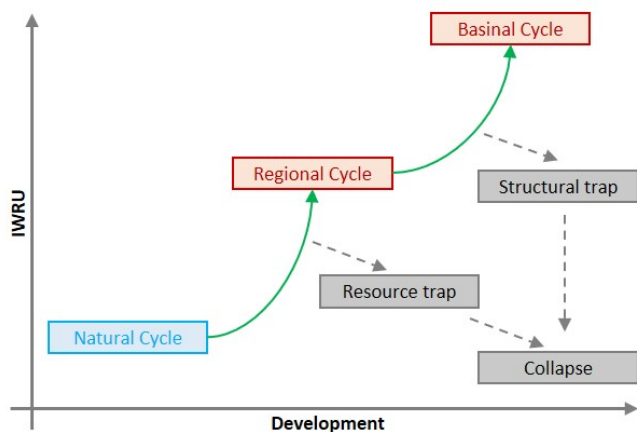 Basinal Cycle
Regional Cycle
Structural trap
IWRU
Resource trap
Natural Cycle
Collapse
Development